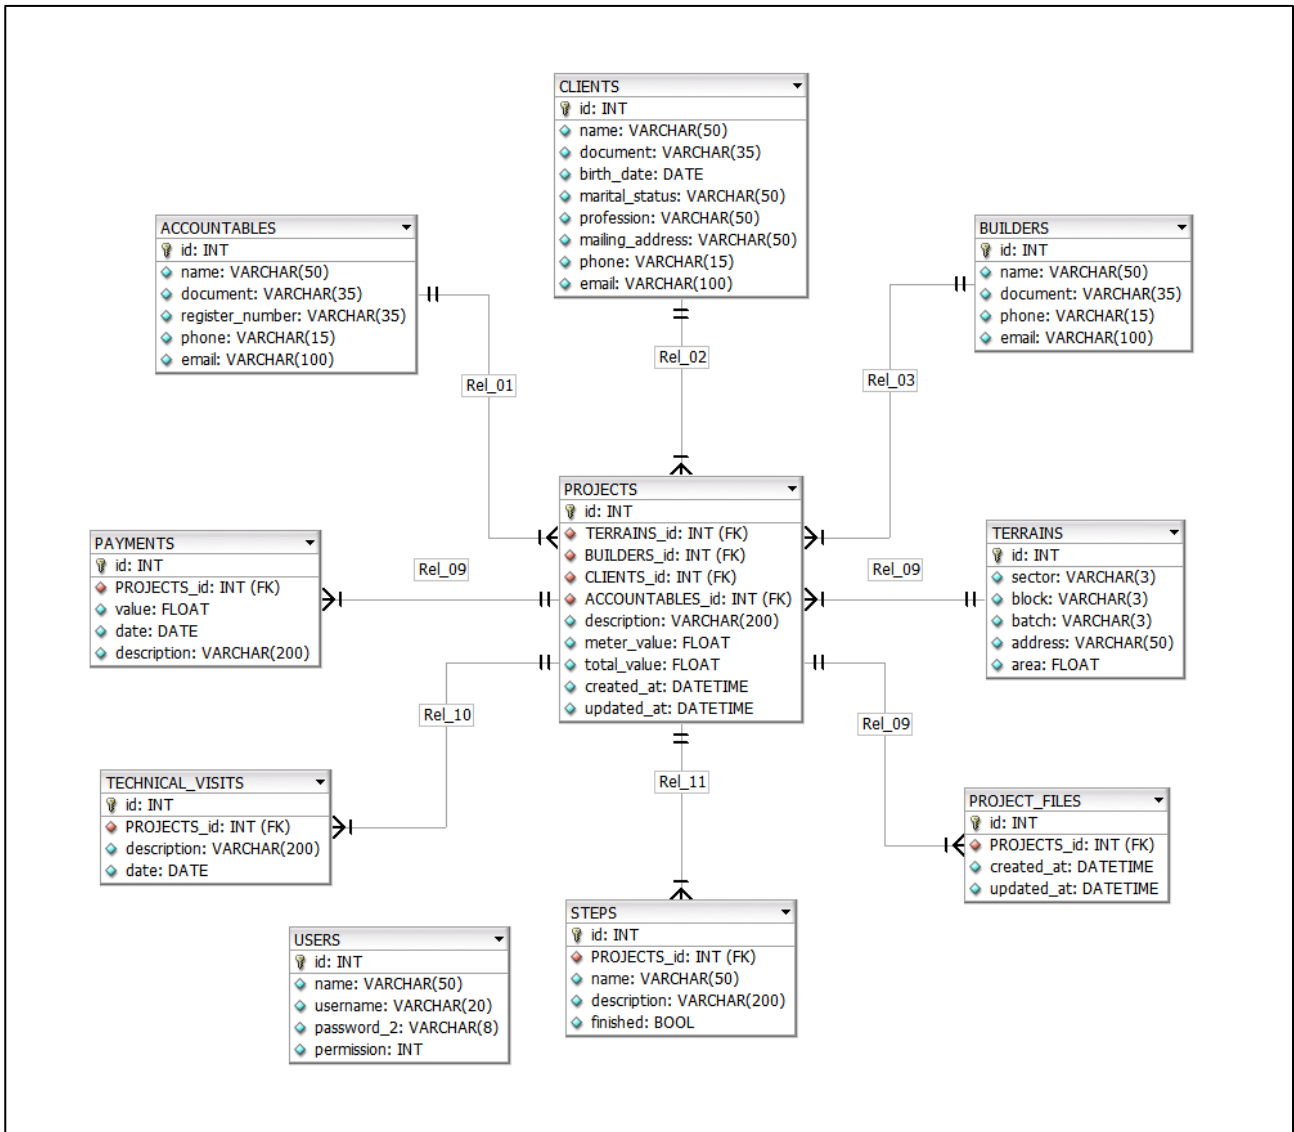 CLIENTS
id: INT
name: VARCHAR(50)
document: VARCHAR(35)
birth_date: DATE
marital_status: VARCHAR(50)
profession: VARCHAR(50)
mailing_address: VARCHAR(50)
phone: VARCHAR(15)
email: VARCHAR(100)
ACCOUNTABLES
id: INT
name: VARCHAR(50)
document: VARCHAR(35)
register_number: VARCHAR(35)
phone: VARCHAR(15)
email: VARCHAR(100)
BUILDERS
id: INT
name: VARCHAR(50)
document: VARCHAR(35)
phone: VARCHAR(15)
email: VARCHAR(100)
Rel_01
Rel_02
Rel_03
PROJECTS
id: INT
TERRAINS_id: INT (FK)
BUILDERS_id: INT (FK)
CLIENTS_id: INT (FK)
ACCOUNTABLES_id: INT (FK)
description: VARCHAR(200)
meter_value: FLOAT
total_value: FLOAT
created_at: DATETIME
updated_at: DATETIME
PAYMENTS
id: INT
PROJECTS_id: INT (FK)
value: FLOAT
date: DATE
description: VARCHAR(200)
Rel_09
Rel_09
TERRAINS
id: INT
sector: VARCHAR(3)
block: VARCHAR(3)
batch: VARCHAR(3)
address: VARCHAR(50)
area: FLOAT
Rel_10
Rel_09
Rel_11
TECHNICAL_VISITS
id: INT
PROJECTS_id: INT (FK)
description: VARCHAR(200)
date: DATE
PROJECT_FILES
id: INT
PROJECTS_id: INT (FK)
created_at: DATETIME
updated_at: DATETIME
STEPS
id: INT
PROJECTS_id: INT (FK)
name: VARCHAR(50)
description: VARCHAR(200)
finished: BOOL
USERS
id: INT
name: VARCHAR(50)
username: VARCHAR(20)
password_2: VARCHAR(8)
permission: INT